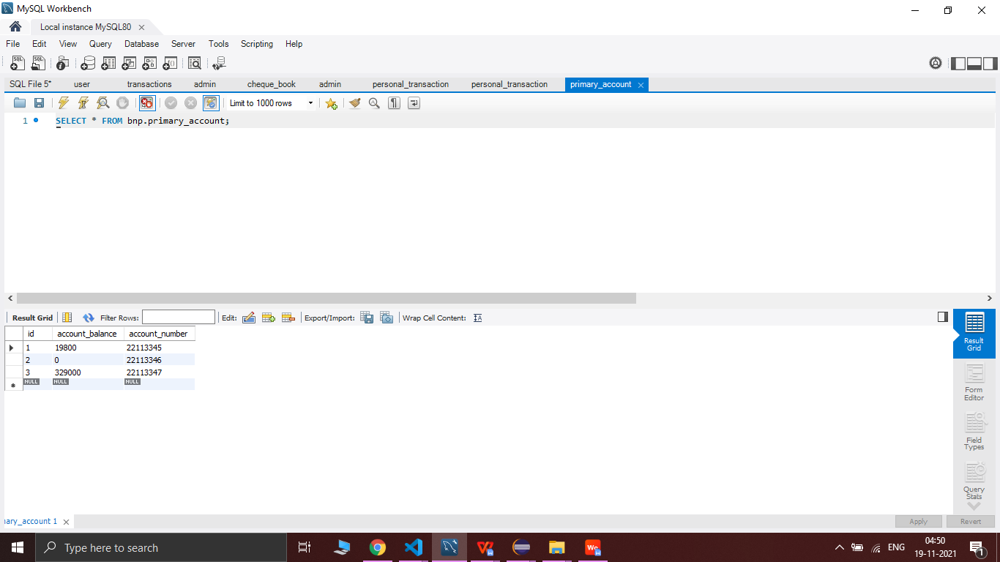 MySQL Workbench
Local instance MySQL80
File Edit View Query Database Server Tools Scripting Help
SQL File 5* user transactions admin cheque_book admin personal_transaction personal_transaction primary_account
Limit to 1000 rows
1 SELECT * FROM bnp.primary_account;
Result Grid Filter Rows: Edit: Export/Import: Wrap Cell Content:
id account_balance account_number
1 19800 22113345
2 0 22113346
3 329000 22113347
NULL NULL NULL
Result
Grid
Form
Editor
Field
Types
Query
Stats
ary_account 1
Apply Revert
Type here to search
ENG
04:50
19-11-2021
1